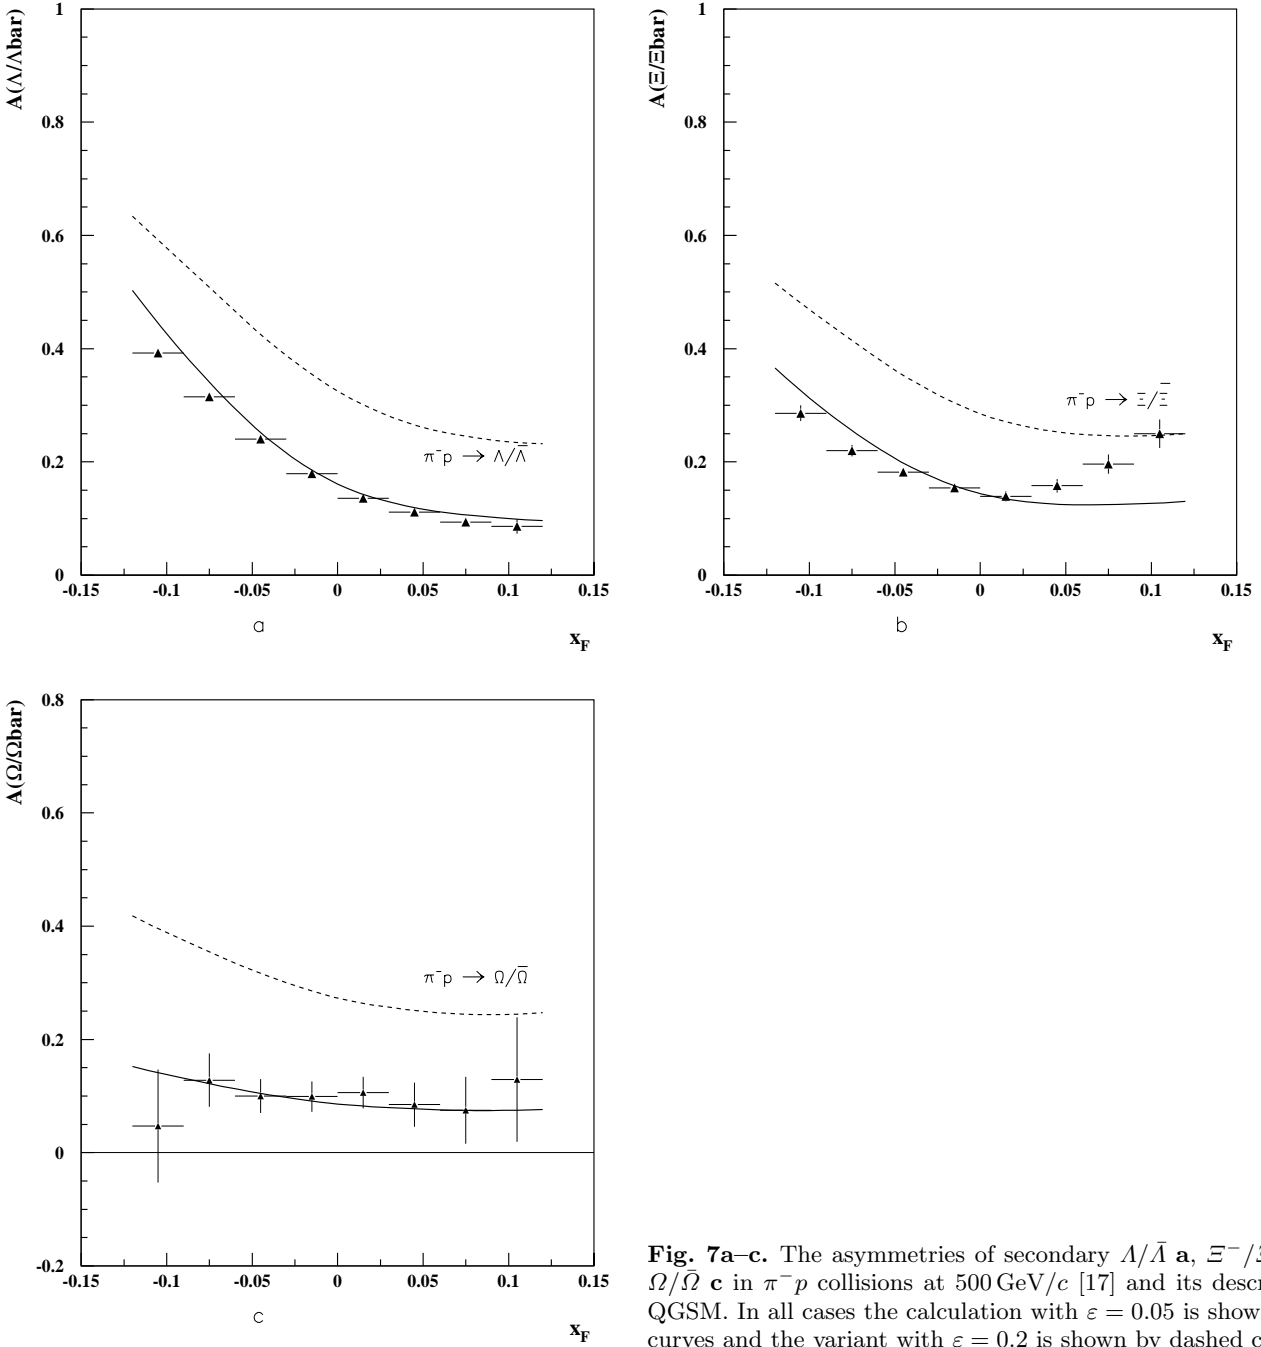 A(Λ/Λbar)
1
0.8
0.6
0.4
0.2
0
-0.15 -0.1 -0.05 0 0.05 0.1 0.15
π⁻p → Λ/Λ̅
a
x_F
A(Ξ/Ξbar)
1
0.8
0.6
0.4
0.2
0
-0.15 -0.1 -0.05 0 0.05 0.1 0.15
π⁻p → Ξ/Ξ̅
b
x_F
A(Ω/Ωbar)
0.8
0.6
0.4
0.2
0
-0.2
-0.15 -0.1 -0.05 0 0.05 0.1 0.15
π⁻p → Ω/Ω̅
c
x_F
Fig. 7a–c. The asymmetries of secondary Λ/Λ̄ a, Ξ⁻/
Ω/Ω̄ c in π⁻p collisions at 500 GeV/c [17] and its descr
QGSM. In all cases the calculation with ε = 0.05 is show
curves and the variant with ε = 0.2 is shown by dashed c